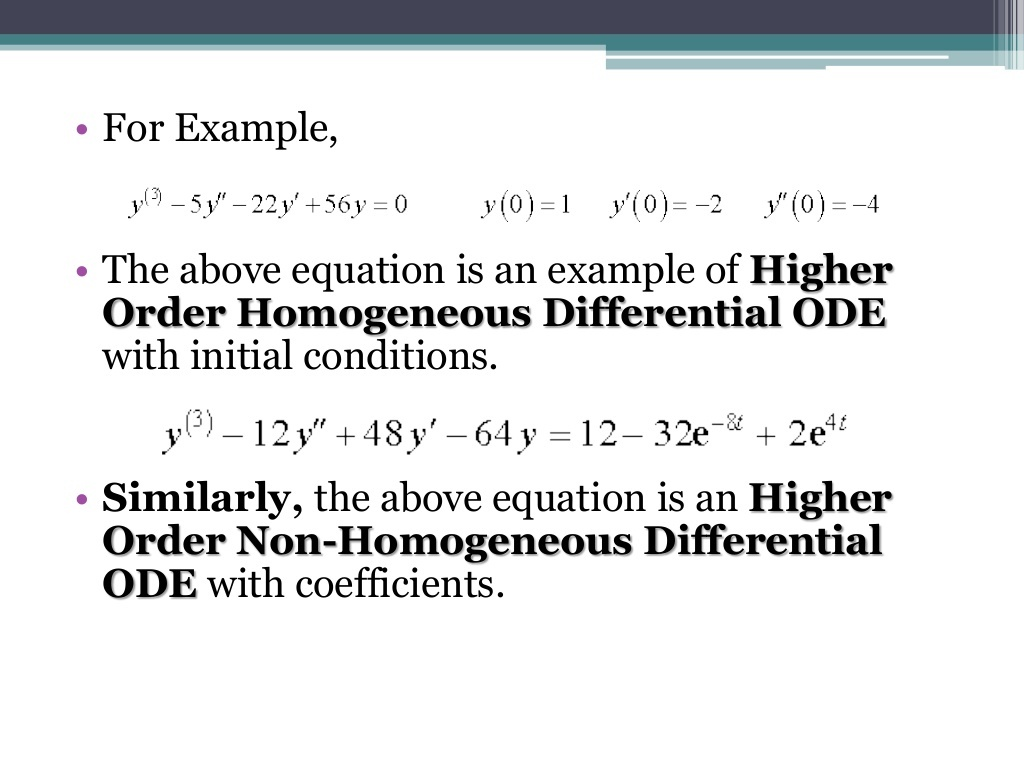 • For Example,
y⁽³⁾ − 5y″ − 22y′ + 56y = 0 y(0) = 1 y′(0) = −2 y″(0) = −4
• The above equation is an example of Higher
Order Homogeneous Differential ODE
with initial conditions.
y⁽³⁾ − 12y″ + 48y′ − 64y = 12 − 32e⁻⁸ᵗ + 2e⁴ᵗ
• Similarly, the above equation is an Higher
Order Non-Homogeneous Differential
ODE with coefficients.